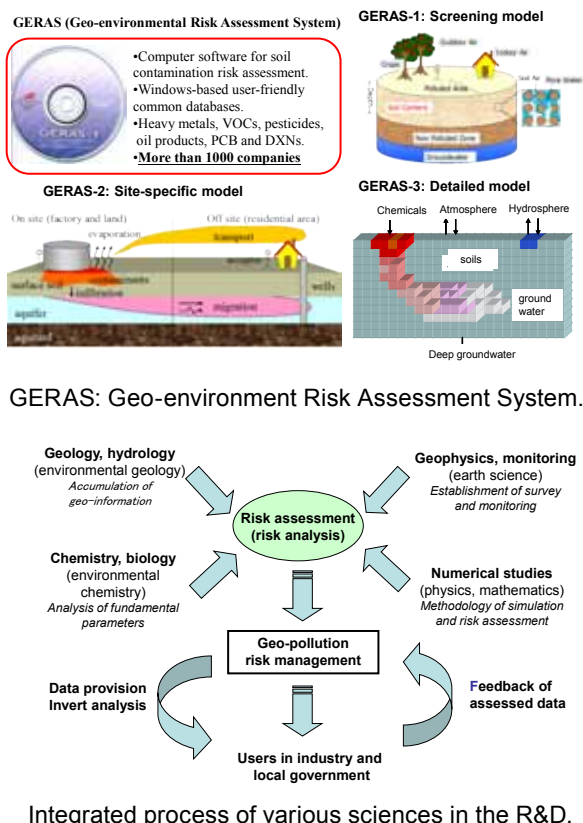 GERAS (Geo-environmental Risk Assessment System)
•Computer software for soil
contamination risk assessment.
•Windows-based user-friendly
common databases.
•Heavy metals, VOCs, pesticides,
oil products, PCB and DXNs.
•More than 1000 companies
GERAS-1
GERAS-1: Screening model
Outdoor Air
Indoor Air
Crops
Soil Air
Pore Water
Depth
Polluted Area
Non Polluted Zone
Groundwater
GERAS-2: Site-specific model
On site (factory and land)
Off site (residential area)
evaporation
transport
surface soil
infiltration
wells
migration
aquifer
aquitard
GERAS-3: Detailed model
Chemicals
Atmosphere
Hydrosphere
soils
ground
water
Deep groundwater
GERAS: Geo-environment Risk Assessment System.
Geology, hydrology
(environmental geology)
Accumulation of
geo-information
Geophysics, monitoring
(earth science)
Establishment of survey
and monitoring
Risk assessment
(risk analysis)
Chemistry, biology
(environmental
chemistry)
Analysis of fundamental
parameters
Numerical studies
(physics, mathematics)
Methodology of simulation
and risk assessment
Geo-pollution
risk management
Data provision
Invert analysis
Feedback of
assessed data
Users in industry and
local government
Integrated process of various sciences in the R&D.